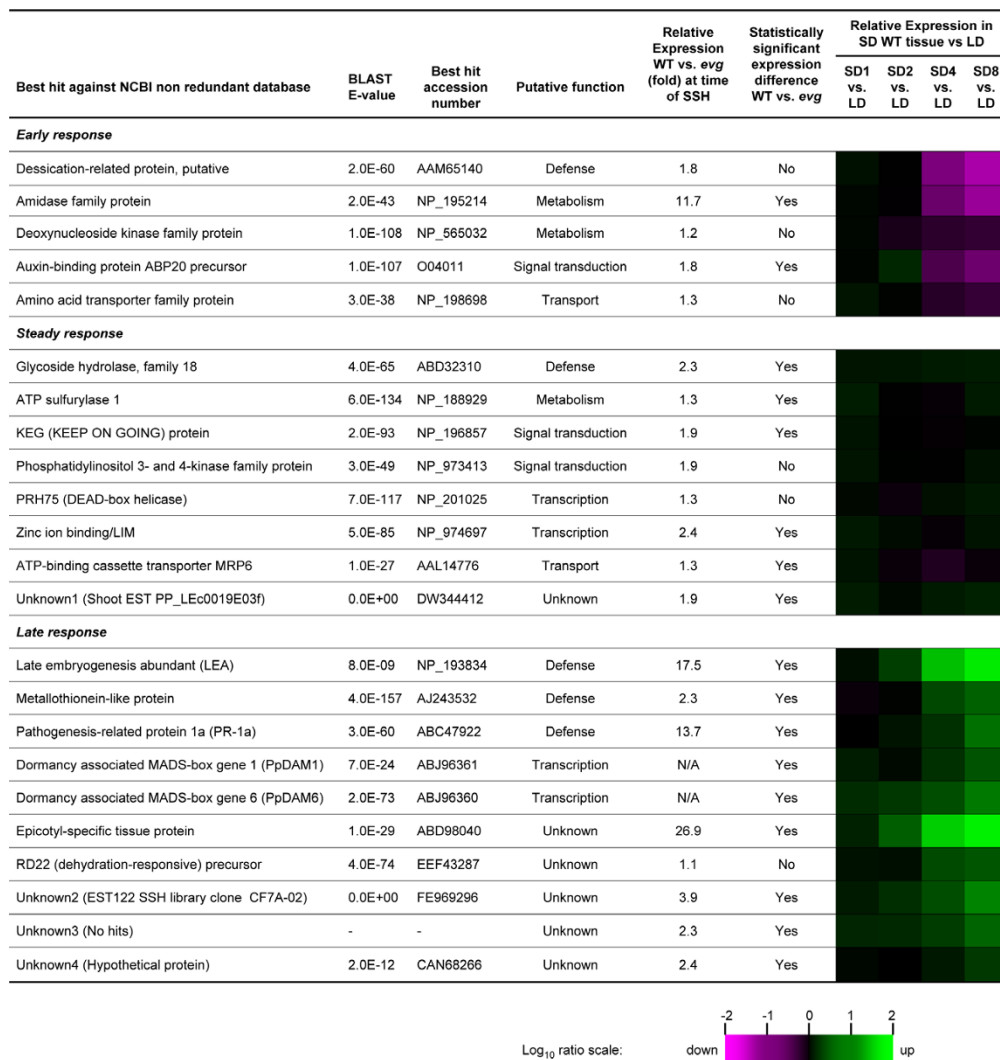 Best hit against NCBI non redundant database BLAST E-value Best hit accession number Putative function Relative Expression WT vs. evg (fold) at time of SSH Statistically significant expression difference WT vs. evg Relative Expression in SD WT tissue vs LD
SD1 vs. LD SD2 vs. LD SD4 vs. LD SD8 vs. LD
Early response
Dessication-related protein, putative 2.0E-60 AAM65140 Defense 1.8 No
Amidase family protein 2.0E-43 NP_195214 Metabolism 11.7 Yes
Deoxynucleoside kinase family protein 1.0E-108 NP_565032 Metabolism 1.2 No
Auxin-binding protein ABP20 precursor 1.0E-107 O04011 Signal transduction 1.8 Yes
Amino acid transporter family protein 3.0E-38 NP_198698 Transport 1.3 No
Steady response
Glycoside hydrolase, family 18 4.0E-65 ABD32310 Defense 2.3 Yes
ATP sulfurylase 1 6.0E-134 NP_188929 Metabolism 1.3 Yes
KEG (KEEP ON GOING) protein 2.0E-93 NP_196857 Signal transduction 1.9 Yes
Phosphatidylinositol 3- and 4-kinase family protein 3.0E-49 NP_973413 Signal transduction 1.9 No
PRH75 (DEAD-box helicase) 7.0E-117 NP_201025 Transcription 1.3 No
Zinc ion binding/LIM 5.0E-85 NP_974697 Transcription 2.4 Yes
ATP-binding cassette transporter MRP6 1.0E-27 AAL14776 Transport 1.3 Yes
Unknown1 (Shoot EST PP_LEc0019E03f) 0.0E+00 DW344412 Unknown 1.9 Yes
Late response
Late embryogenesis abundant (LEA) 8.0E-09 NP_193834 Defense 17.5 Yes
Metallothionein-like protein 4.0E-157 AJ243532 Defense 2.3 Yes
Pathogenesis-related protein 1a (PR-1a) 3.0E-60 ABC47922 Defense 13.7 Yes
Dormancy associated MADS-box gene 1 (PpDAM1) 7.0E-24 ABJ96361 Transcription N/A Yes
Dormancy associated MADS-box gene 6 (PpDAM6) 2.0E-73 ABJ96360 Transcription N/A Yes
Epicotyl-specific tissue protein 1.0E-29 ABD98040 Unknown 26.9 Yes
RD22 (dehydration-responsive) precursor 4.0E-74 EEF43287 Unknown 1.1 No
Unknown2 (EST122 SSH library clone CF7A-02) 0.0E+00 FE969296 Unknown 3.9 Yes
Unknown3 (No hits) - - Unknown 2.3 Yes
Unknown4 (Hypothetical protein) 2.0E-12 CAN68266 Unknown 2.4 Yes
-2 -1 0 1 2
Log10 ratio scale: down up